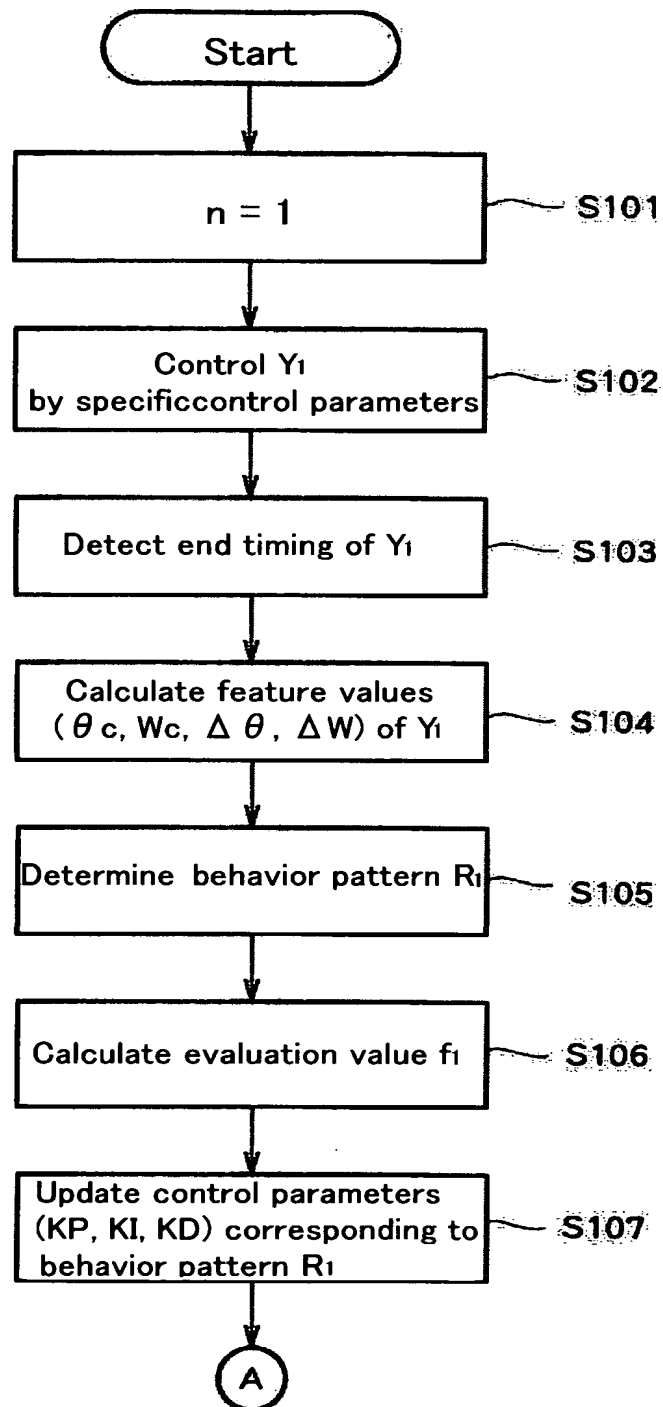 Start
n = 1
S101
Control Y1
by specificcontrol parameters
S102
Detect end timing of Y1
S103
Calculate feature values
(θc, Wc, Δθ, ΔW) of Y1
S104
Determine behavior pattern R1
S105
Calculate evaluation value f1
S106
Update control parameters
(KP, KI, KD) corresponding to
behavior pattern R1
S107
A